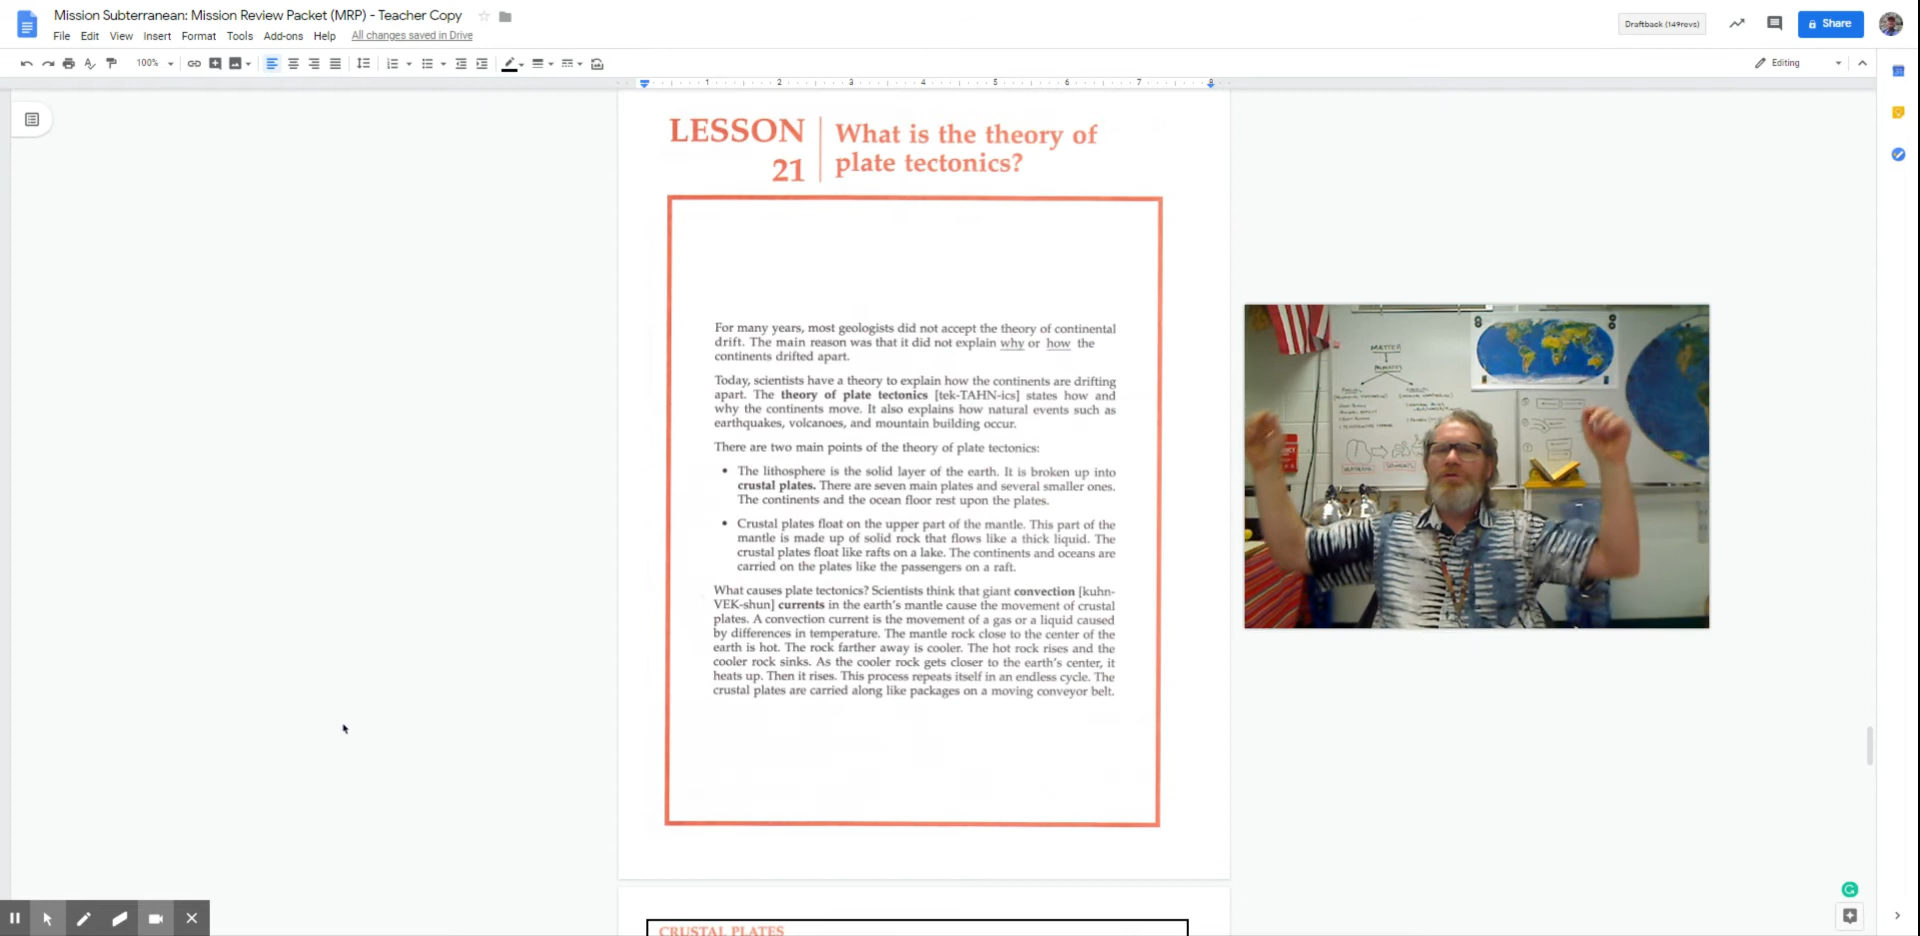 Mission Subterranean: Mission Review Packet (MRP) - Teacher Copy
File Edit View Insert Format Tools Add-ons Help All changes saved in Drive
Draftback (149revs)
Share
100%
Editing
1 2 3 4 5 6 7 8
LESSON
21
What is the theory of
plate tectonics?
For many years, most geologists did not accept the theory of continental
drift. The main reason was that it did not explain why or how the
continents drifted apart.
Today, scientists have a theory to explain how the continents are drifting
apart. The theory of plate tectonics [tek-TAHN-ics] states how and
why the continents move. It also explains how natural events such as
earthquakes, volcanoes, and mountain building occur.
There are two main points of the theory of plate tectonics:
• The lithosphere is the solid layer of the earth. It is broken up into
crustal plates. There are seven main plates and several smaller ones.
The continents and the ocean floor rest upon the plates.
• Crustal plates float on the upper part of the mantle. This part of the
mantle is made up of solid rock that flows like a thick liquid. The
crustal plates float like rafts on a lake. The continents and oceans are
carried on the plates like the passengers on a raft.
What causes plate tectonics? Scientists think that giant convection [kuhn-
VEK-shun] currents in the earth's mantle cause the movement of crustal
plates. A convection current is the movement of a gas or a liquid caused
by differences in temperature. The mantle rock close to the center of the
earth is hot. The rock farther away is cooler. The hot rock rises and the
cooler rock sinks. As the cooler rock gets closer to the earth's center, it
heats up. Then it rises. This process repeats itself in an endless cycle. The
crustal plates are carried along like packages on a moving conveyor belt.
MATTER
CRUSTAL PLATES